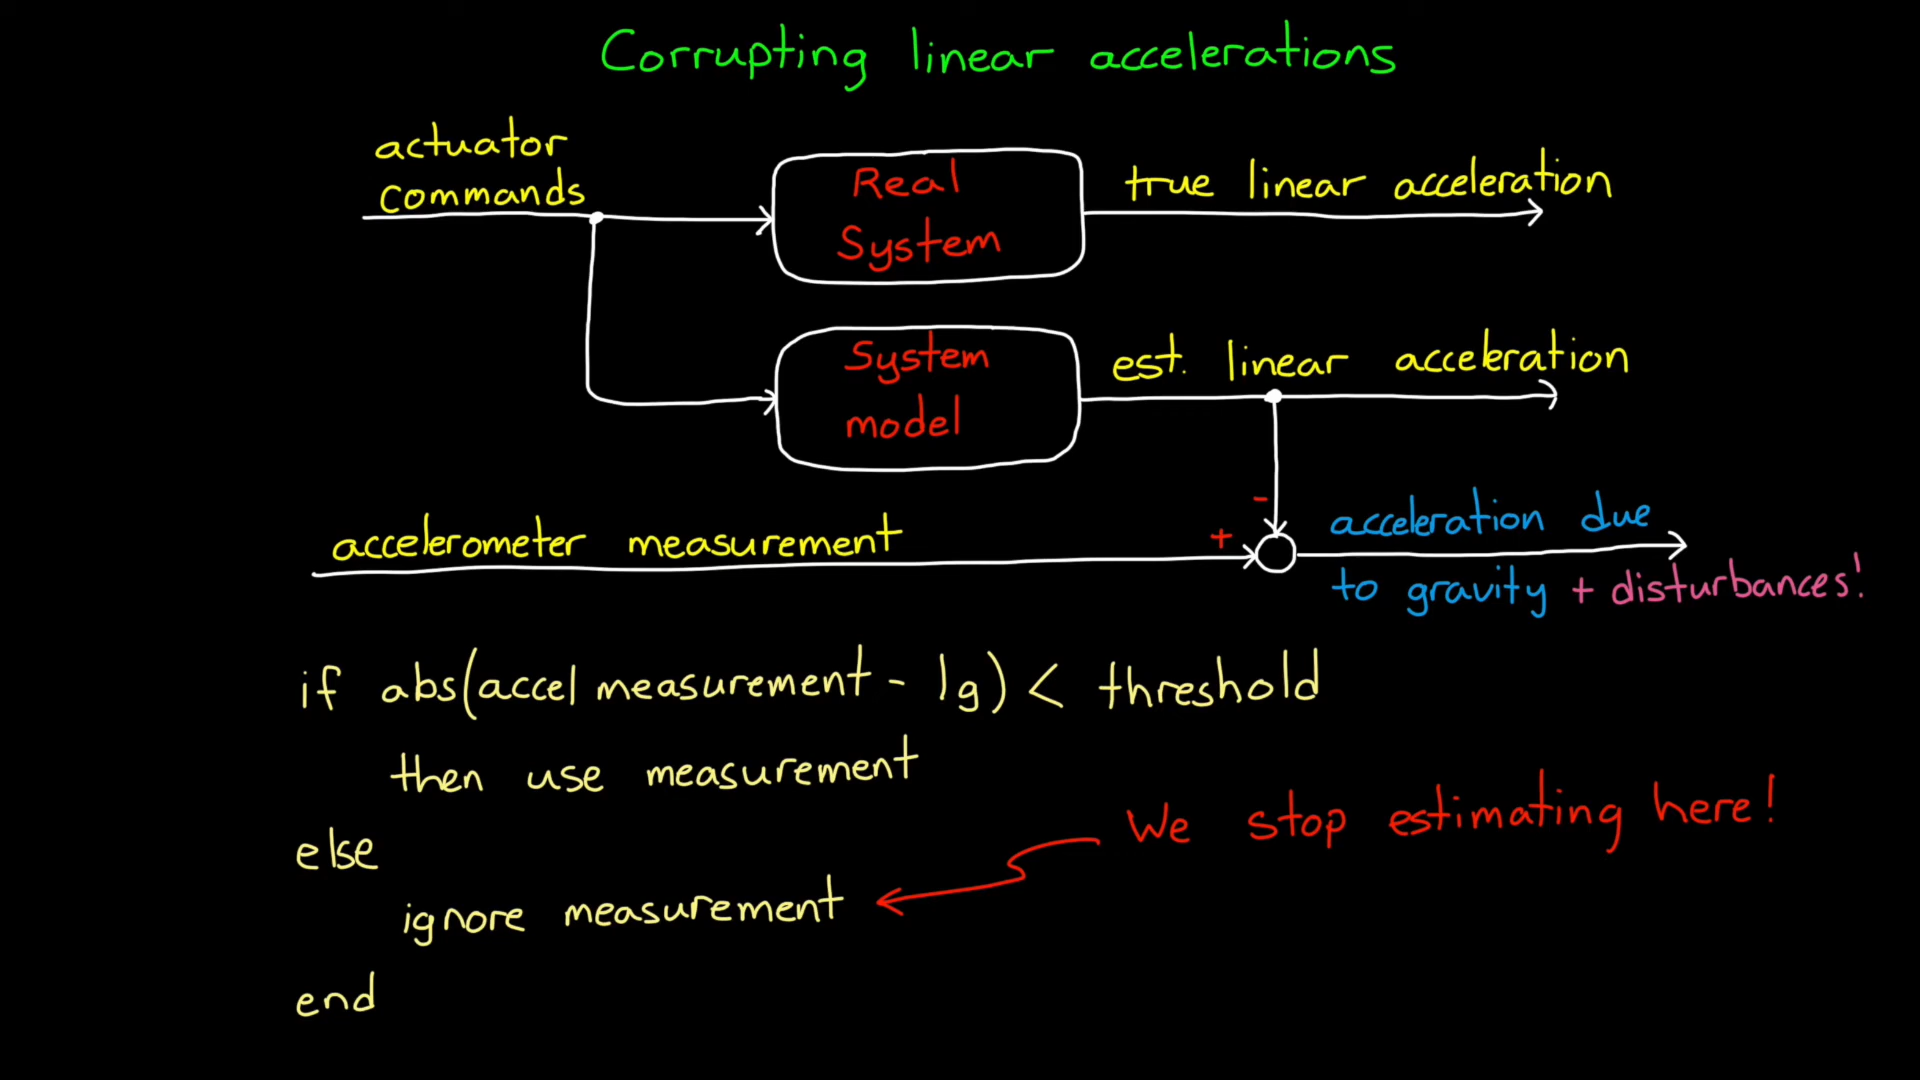 Corrupting linear accelerations
actuator
commands
Real
System
true linear acceleration
System
model
est. linear acceleration
accelerometer measurement
+
-
acceleration due
to gravity + disturbances!
if abs(accel measurement - 1g) < threshold
then use measurement
else
ignore measurement
We stop estimating here!
end